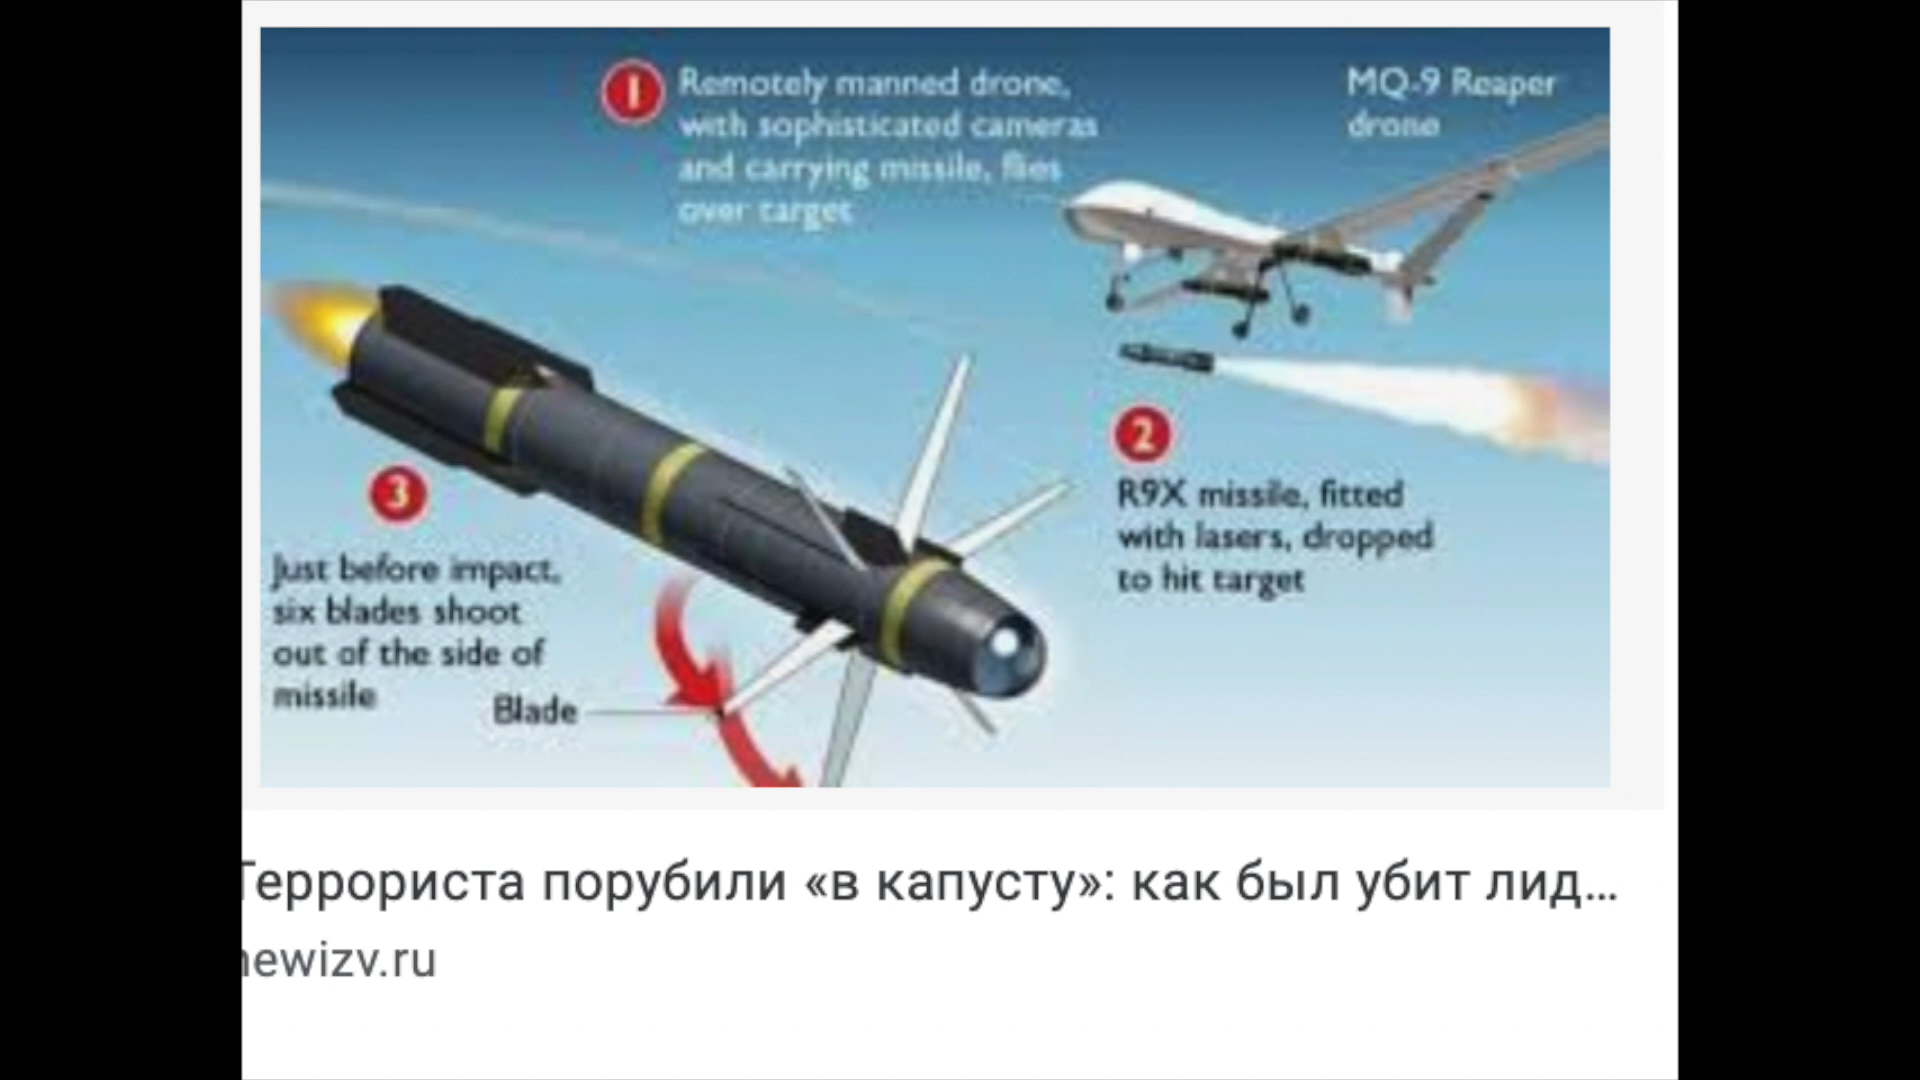 1 Remotely manned drone,
with sophisticated cameras
and carrying missile, flies
over target
MQ-9 Reaper
drone
2
R9X missile, fitted
with lasers, dropped
to hit target
3
Just before impact,
six blades shoot
out of the side of
missile
Blade
Террориста порубили «в капусту»: как был убит лид...
newizv.ru